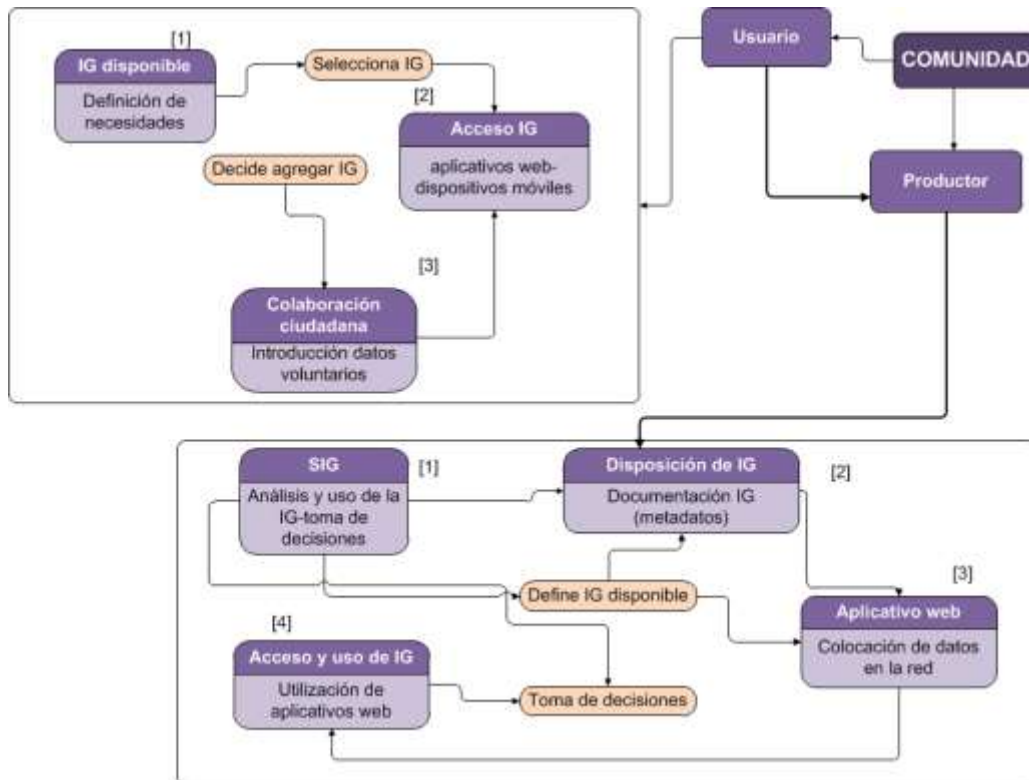 [1]
IG disponible
Definición de
necesidades
Selecciona IG
[2]
Acceso IG
aplicativos web-
dispositivos móviles
Decide agregar IG
[3]
Colaboración
ciudadana
Introducción datos
voluntarios
Usuario
COMUNIDAD
Productor
SIG
[1]
Análisis y uso de la
IG-toma de
decisiones
Disposición de IG
[2]
Documentación IG
(metadatos)
Define IG disponible
[3]
Aplicativo web
Colocación de datos
en la red
[4]
Acceso y uso de IG
Utilización de
aplicativos web
Toma de decisiones